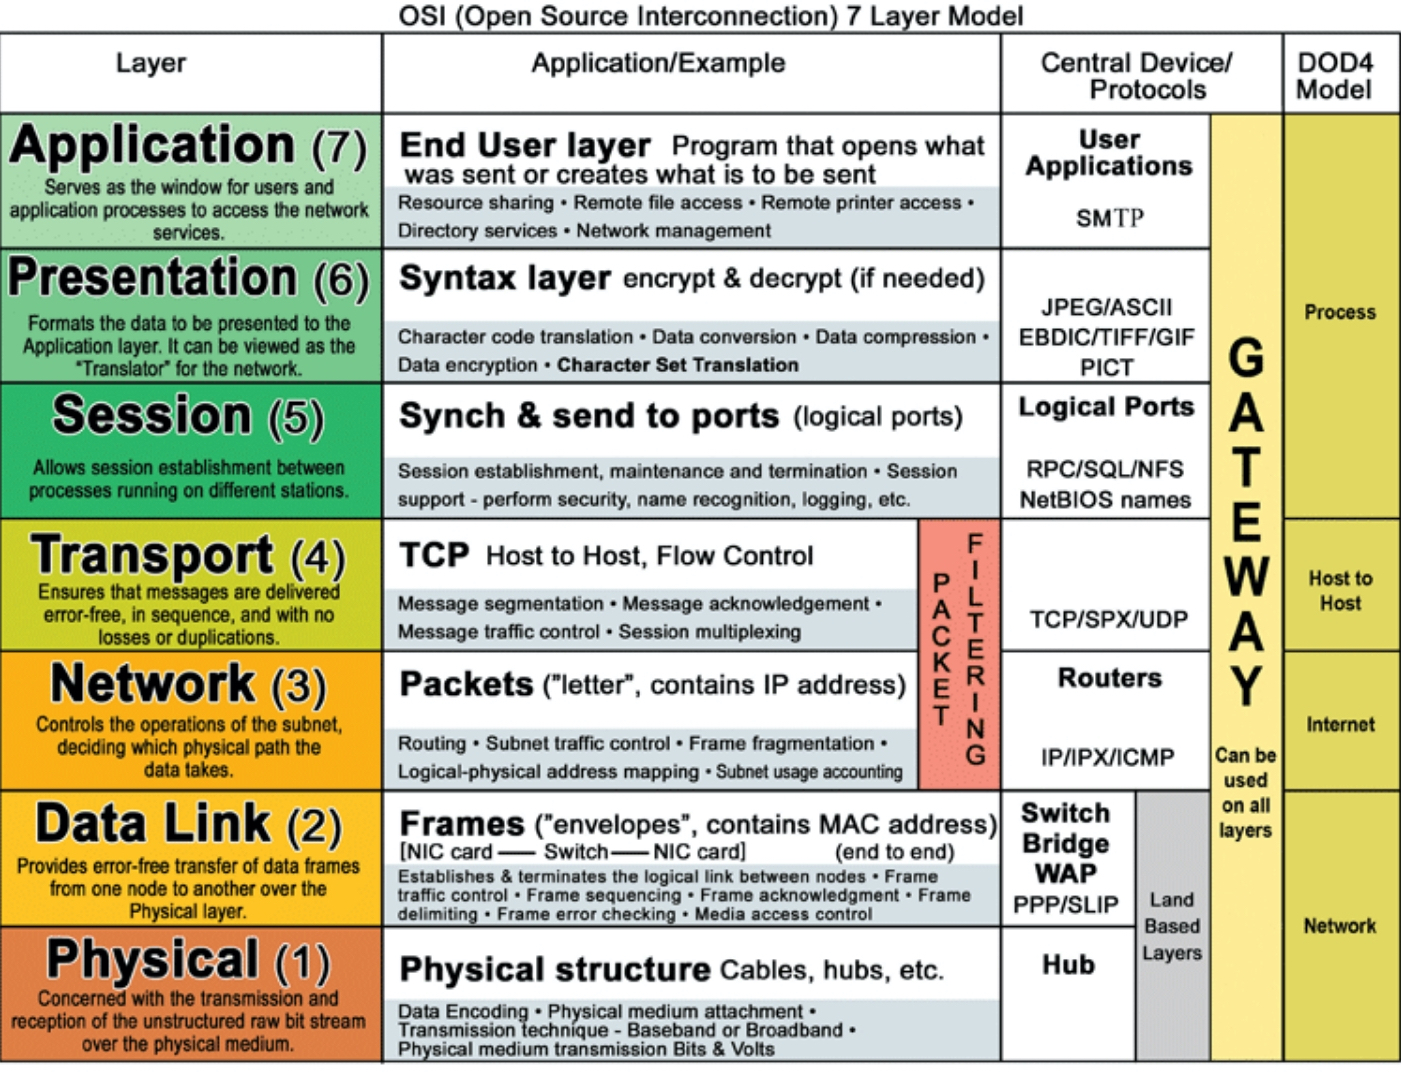 OSI (Open Source Interconnection) 7 Layer Model
Layer
Application/Example
Central Device/
Protocols
DOD4
Model
Application (7)
Serves as the window for users and
application processes to access the network
services.
End User layer Program that opens what
was sent or creates what is to be sent
Resource sharing • Remote file access • Remote printer access •
Directory services • Network management
User
Applications
SMTP
Presentation (6)
Formats the data to be presented to the
Application layer. It can be viewed as the
"Translator" for the network.
Syntax layer encrypt & decrypt (if needed)
Character code translation • Data conversion • Data compression •
Data encryption • Character Set Translation
JPEG/ASCII
EBDIC/TIFF/GIF
PICT
Session (5)
Allows session establishment between
processes running on different stations.
Synch & send to ports (logical ports)
Session establishment, maintenance and termination • Session
support - perform security, name recognition, logging, etc.
Logical Ports
RPC/SQL/NFS
NetBIOS names
Process
Transport (4)
Ensures that messages are delivered
error-free, in sequence, and with no
losses or duplications.
TCP Host to Host, Flow Control
Message segmentation • Message acknowledgement •
Message traffic control • Session multiplexing
TCP/SPX/UDP
Host to
Host
Network (3)
Controls the operations of the subnet,
deciding which physical path the
data takes.
Packets ("letter", contains IP address)
Routing • Subnet traffic control • Frame fragmentation •
Logical-physical address mapping • Subnet usage accounting
PACKET
FILTERING
Routers
IP/IPX/ICMP
Internet
Data Link (2)
Provides error-free transfer of data frames
from one node to another over the
Physical layer.
Frames ("envelopes", contains MAC address)
[NIC card — Switch — NIC card] (end to end)
Establishes & terminates the logical link between nodes • Frame
traffic control • Frame sequencing • Frame acknowledgment • Frame
delimiting • Frame error checking • Media access control
Switch
Bridge
WAP
PPP/SLIP
Physical (1)
Concerned with the transmission and
reception of the unstructured raw bit stream
over the physical medium.
Physical structure Cables, hubs, etc.
Data Encoding • Physical medium attachment •
Transmission technique - Baseband or Broadband •
Physical medium transmission Bits & Volts
Hub
Land
Based
Layers
GATEWAY
Can be
used
on all
layers
Network